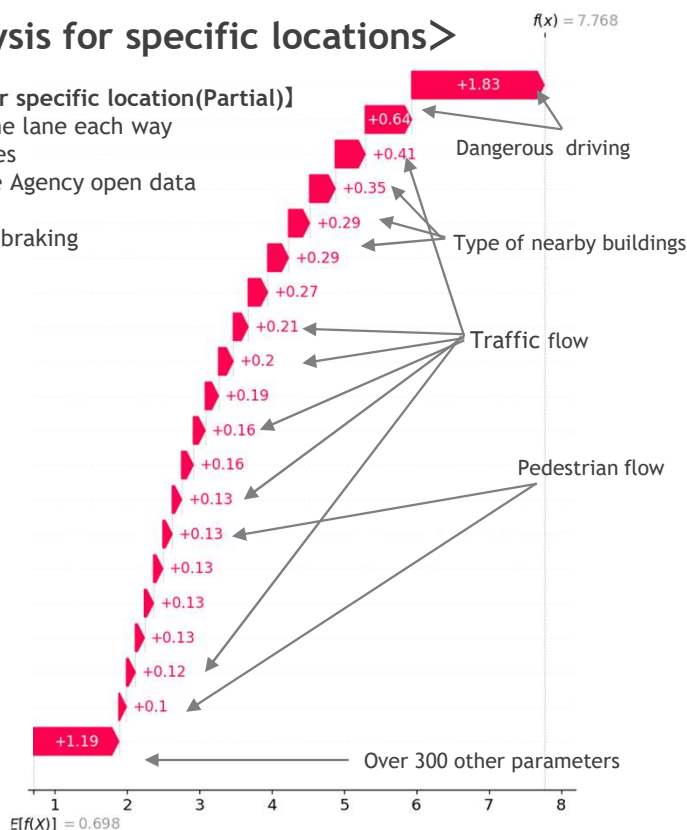 f(x) = 7.768
ysis for specific locations>
r specific location(Partial)】
ne lane each way
es
e Agency open data
braking
+1.83
+0.64
Dangerous driving
+0.41
+0.35
+0.29
Type of nearby buildings
+0.29
+0.27
+0.21
Traffic flow
+0.2
+0.19
+0.16
+0.16
Pedestrian flow
+0.13
+0.13
+0.13
+0.13
+0.13
+0.12
+0.1
+1.19
Over 300 other parameters
1 2 3 4 5 6 7 8
E[f(X)] = 0.698